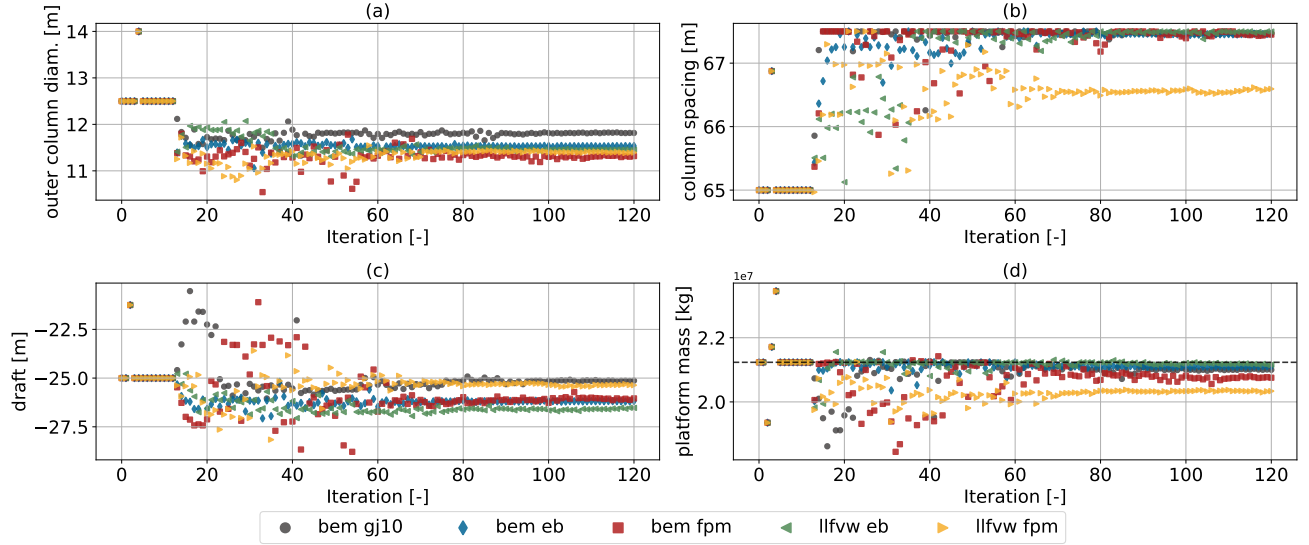 (a)
outer column diam. [m]
14
13
12
11
0 20 40 60 80 100 120
Iteration [-]
(b)
column spacing [m]
67
66
65
0 20 40 60 80 100 120
Iteration [-]
(c)
draft [m]
−22.5
−25.0
−27.5
0 20 40 60 80 100 120
Iteration [-]
(d)
1e7
platform mass [kg]
2.2
2.0
0 20 40 60 80 100 120
Iteration [-]
bem gj10 bem eb bem fpm llfvw eb llfvw fpm